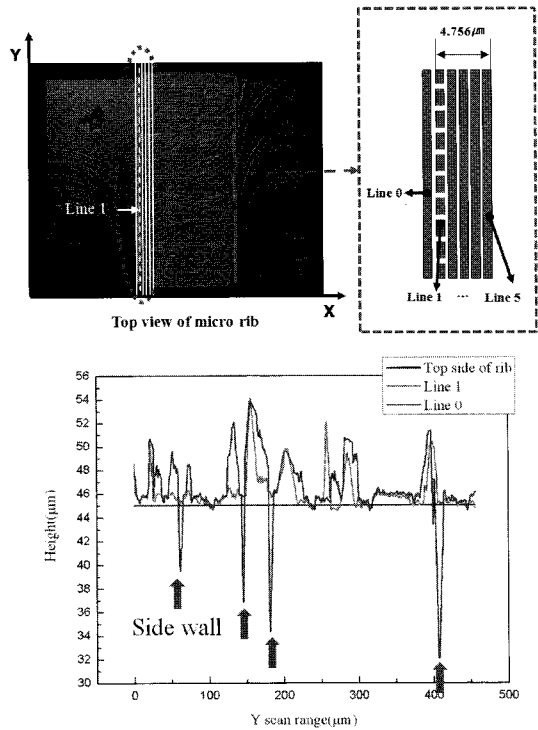 Y
Line 1
X
Top view of micro rib
4.756㎛
Line 0
Line 1 ... Line 5
Top side of rib
Line 1
Line 0
Height(μm)
56
54
52
50
48
46
44
42
40
38
36
34
32
30
Side wall
0 100 200 300 400 500
Y scan range(μm)